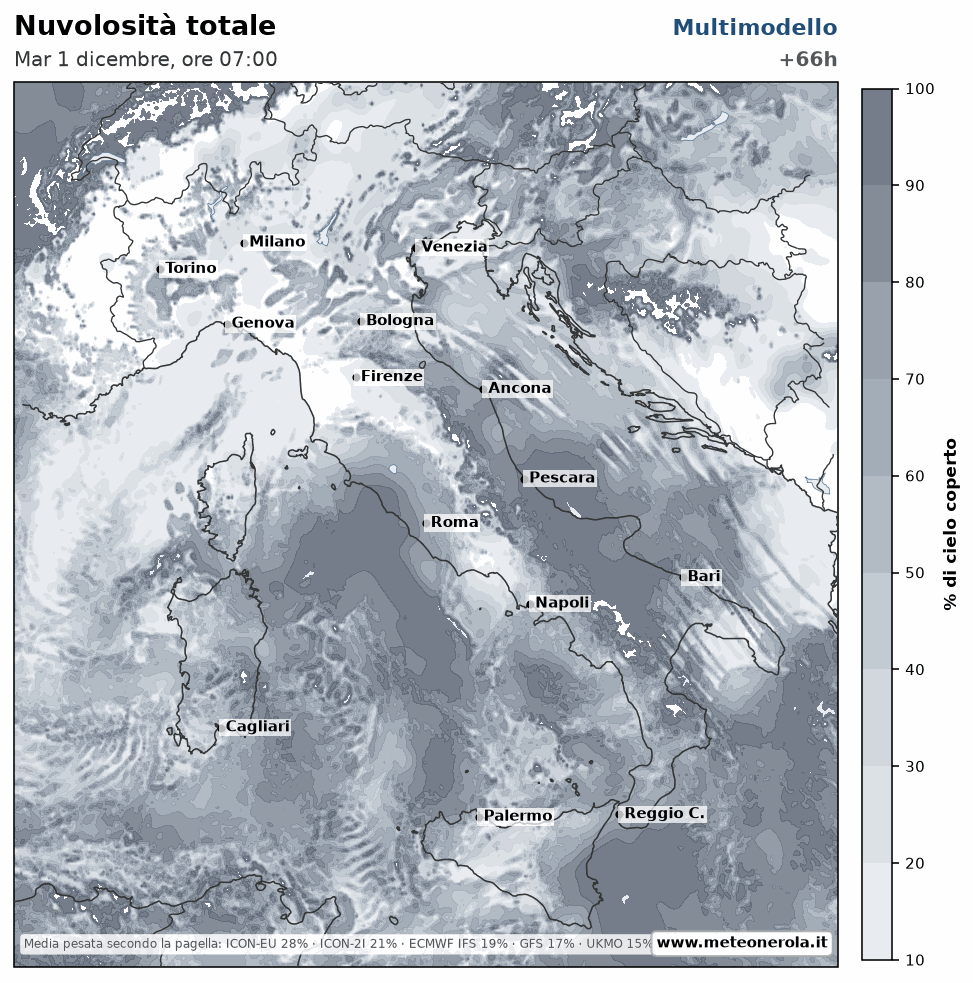 Nuvolosità totale
Multimodello
Mar 1 dicembre, ore 07:00
+66h
100
90
80
70
60
50
40
30
20
10
% di cielo coperto
Milano
Venezia
Torino
Genova
Bologna
Firenze
Ancona
Pescara
Roma
Bari
Napoli
Cagliari
Palermo
Reggio C.
Media pesata secondo la pagella: ICON-EU 28% · ICON-2I 21% · ECMWF IFS 19% · GFS 17% · UKMO 15%
www.meteonerola.it